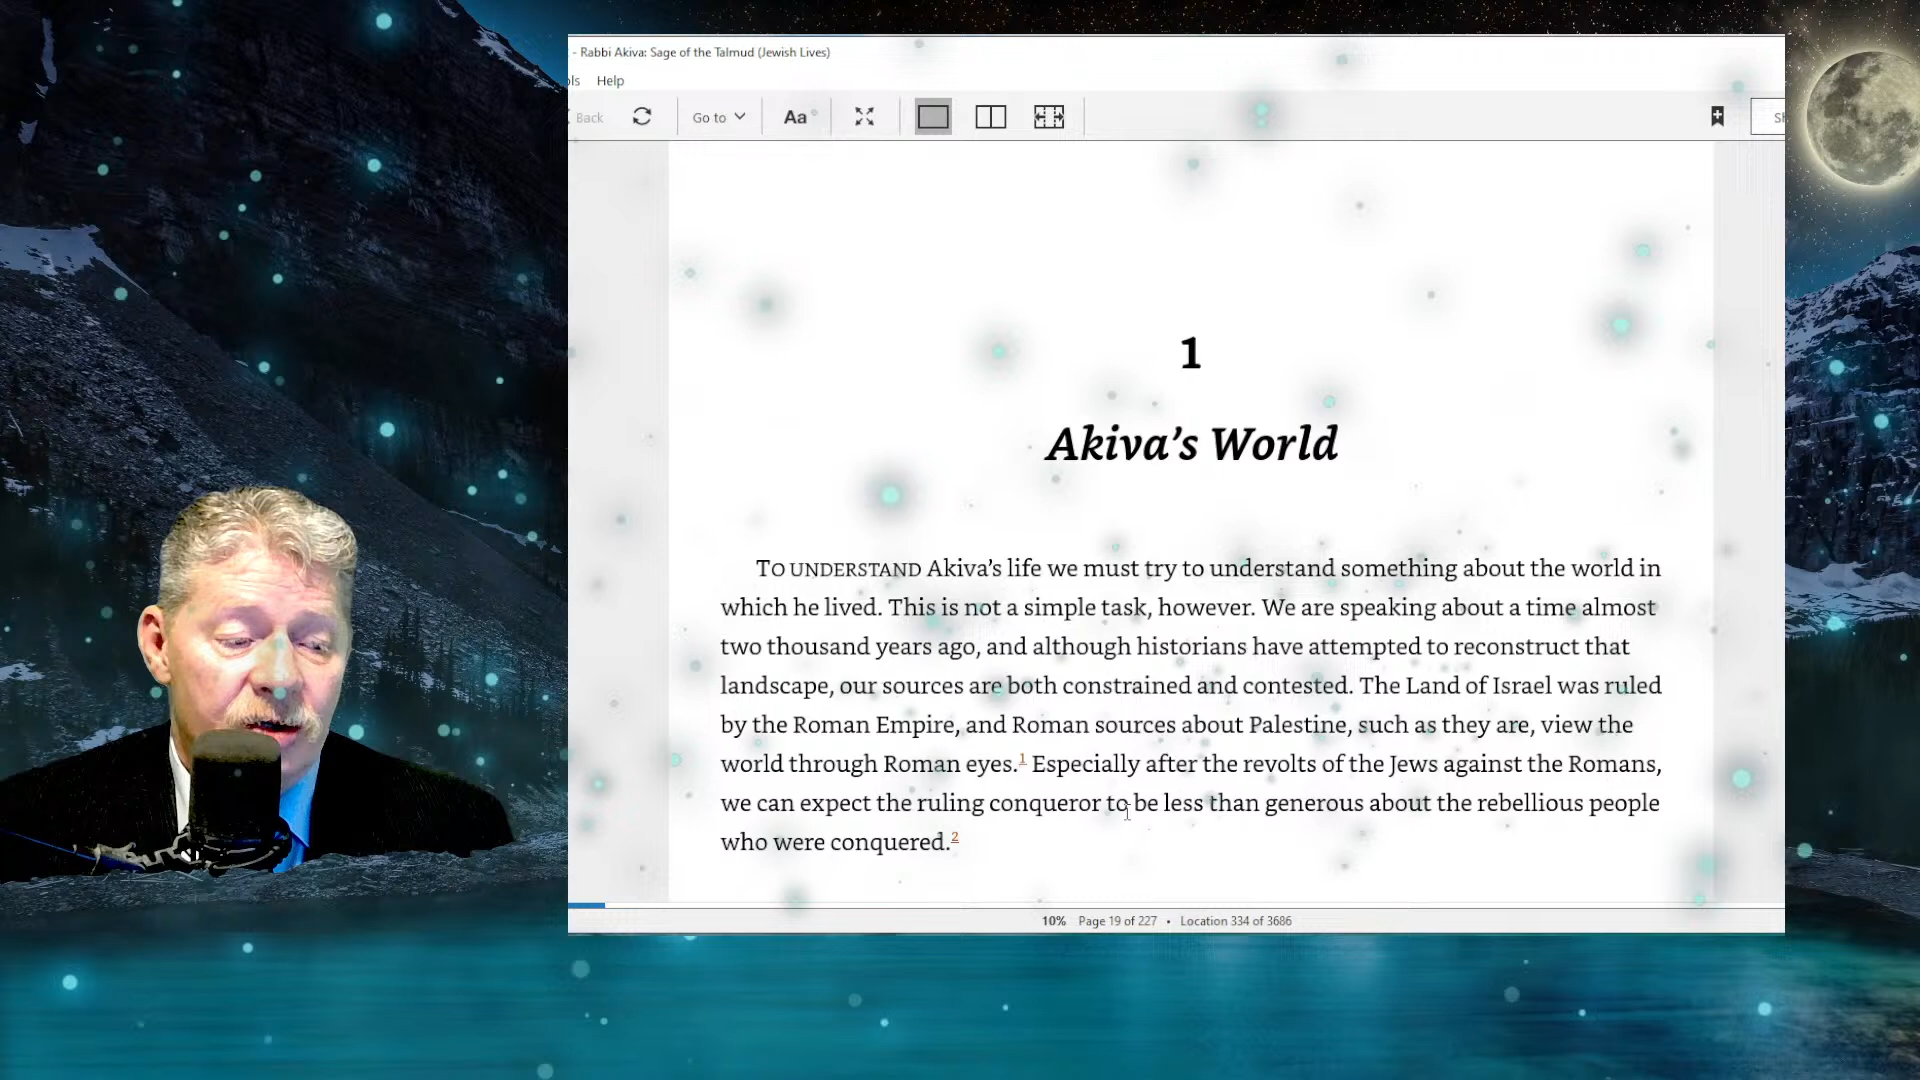 - Rabbi Akiva: Sage of the Talmud (Jewish Lives)
Help
Back
Go to
Aa
1
Akiva's World
TO UNDERSTAND Akiva's life we must try to understand something about the world in
which he lived. This is not a simple task, however. We are speaking about a time almost
two thousand years ago, and although historians have attempted to reconstruct that
landscape, our sources are both constrained and contested. The Land of Israel was ruled
by the Roman Empire, and Roman sources about Palestine, such as they are, view the
world through Roman eyes.1 Especially after the revolts of the Jews against the Romans,
we can expect the ruling conqueror to be less than generous about the rebellious people
who were conquered.2
10% Page 19 of 227 • Location 334 of 3686